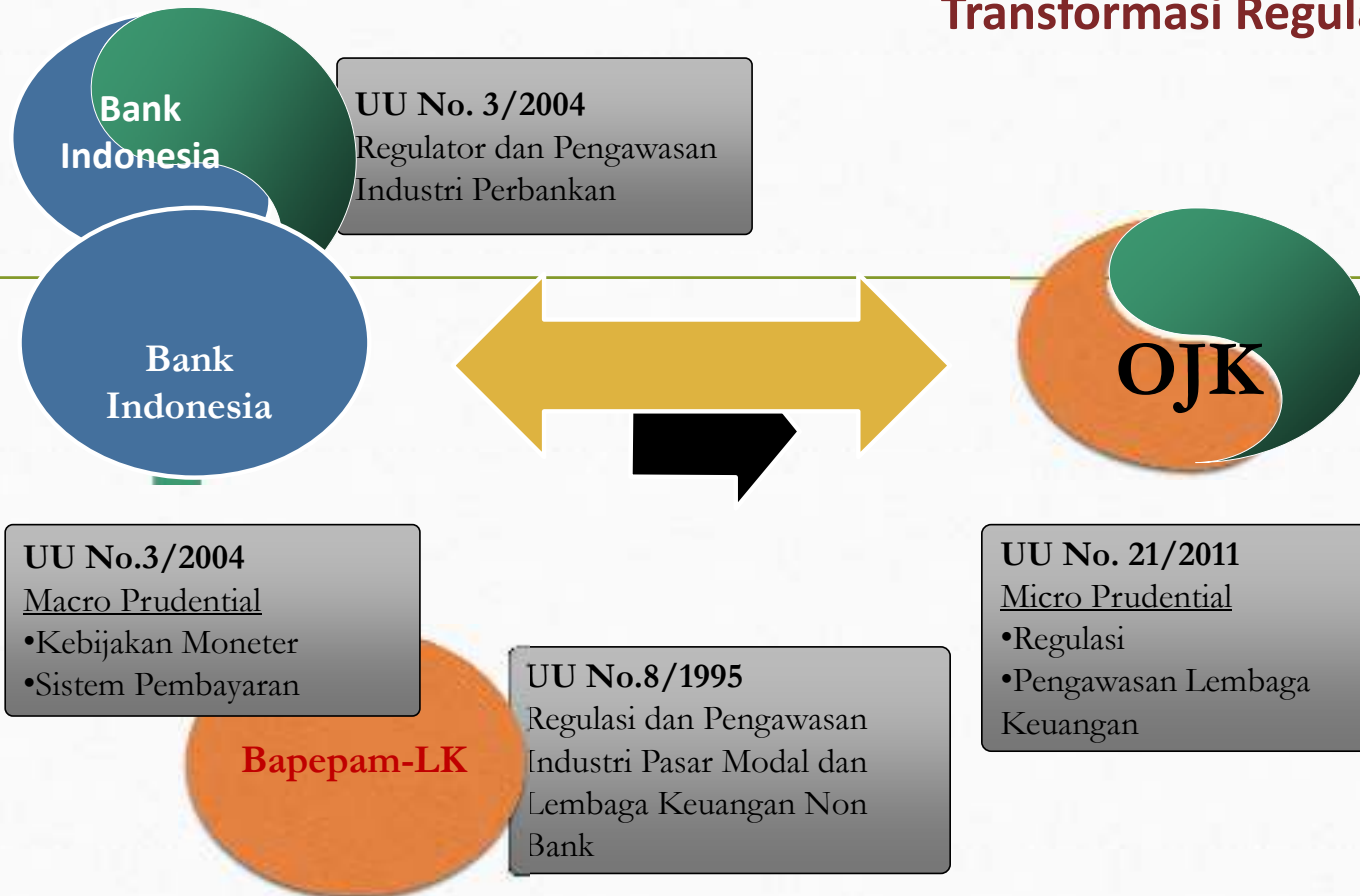 Transformasi Regula
Bank
Indonesia
UU No. 3/2004
Regulator dan Pengawasan
Industri Perbankan
Bank
Indonesia
OJK
UU No.3/2004
Macro Prudential
•Kebijakan Moneter
•Sistem Pembayaran
Bapepam-LK
UU No.8/1995
Regulasi dan Pengawasan
Industri Pasar Modal dan
Lembaga Keuangan Non
Bank
UU No. 21/2011
Micro Prudential
•Regulasi
•Pengawasan Lembaga
Keuangan